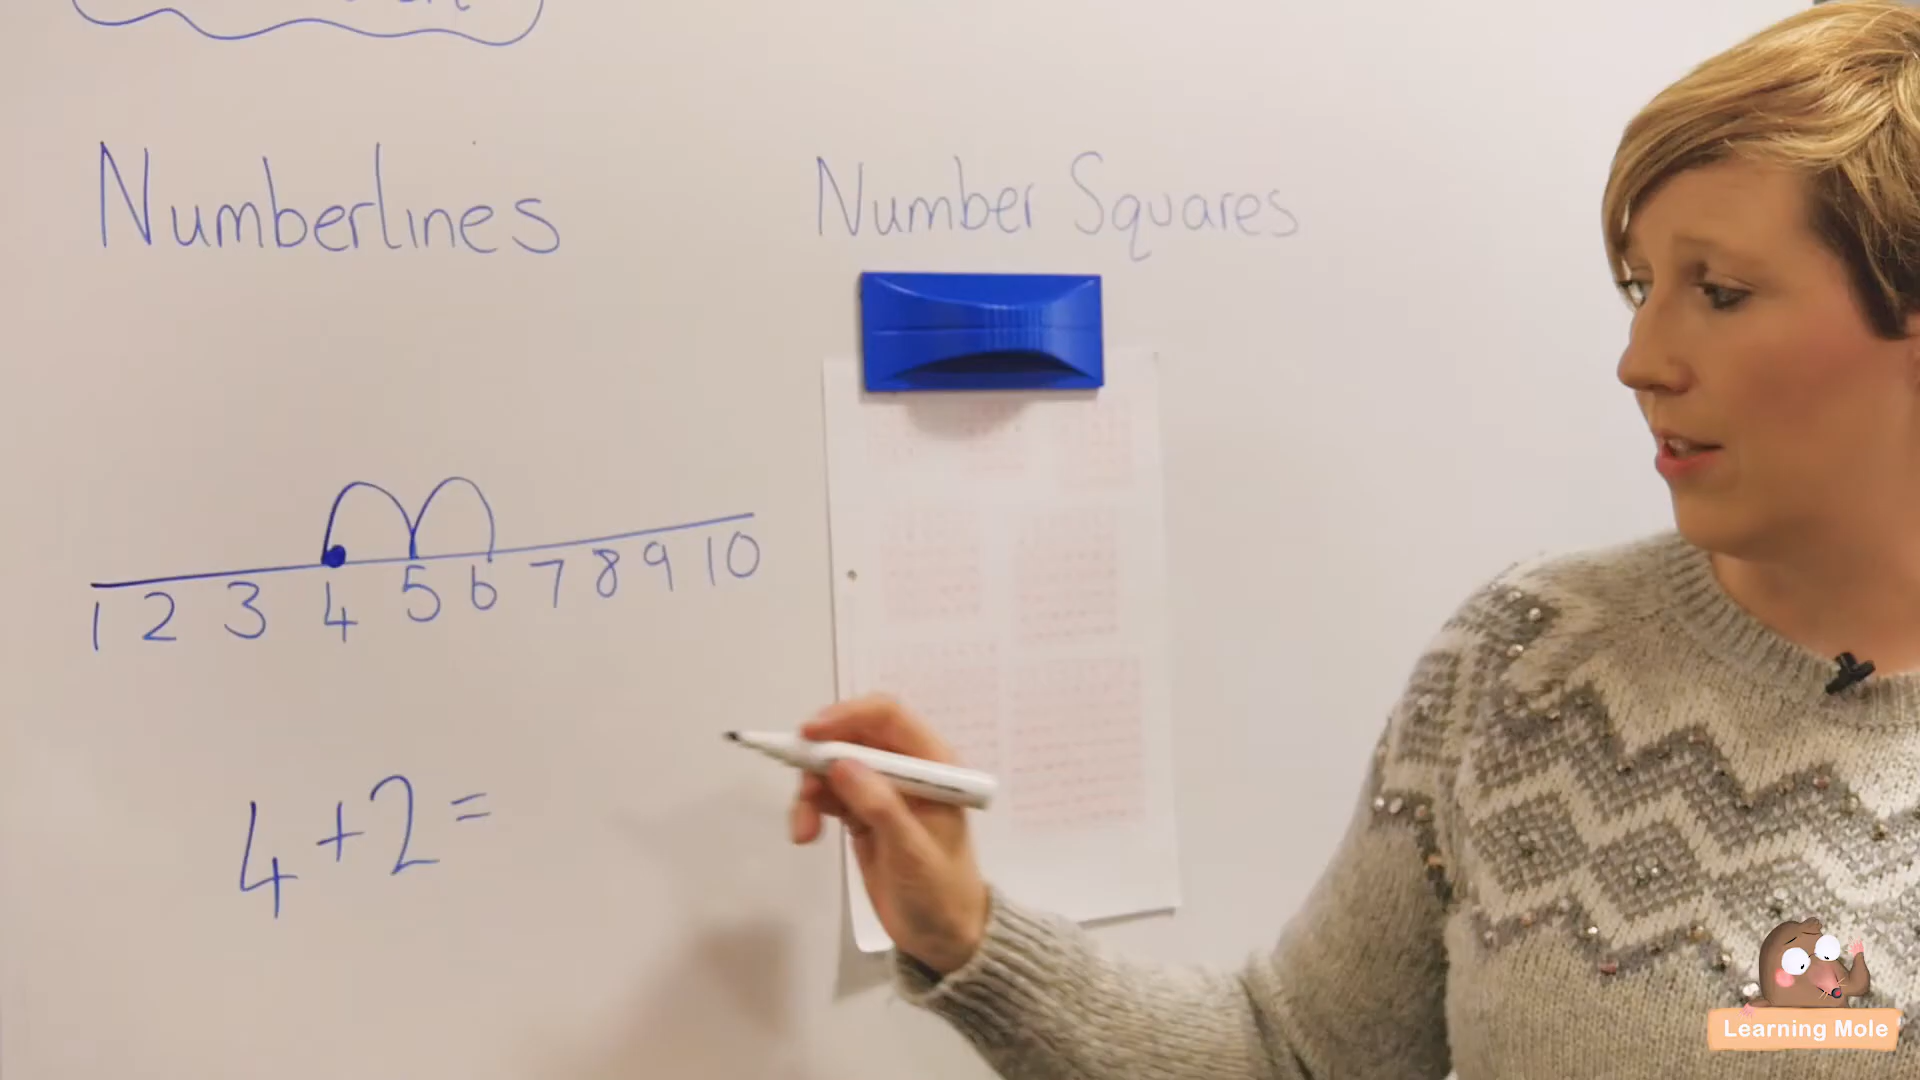 Numberlines
Number Squares
1 2 3 4 5 6 7 8 9 10
4+2=
Learning Mole